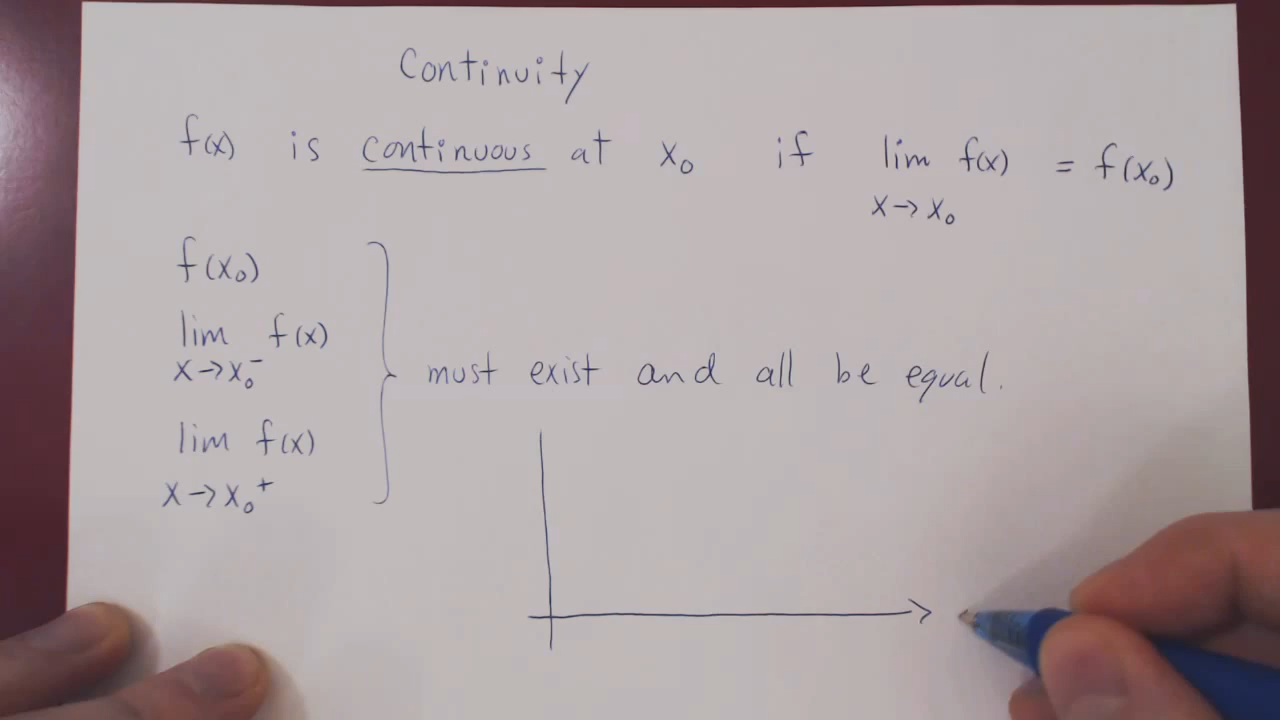 Continuity
f(x) is continuous at x₀ if lim f(x) = f(x₀)
x→x₀
f(x₀)
lim f(x)
x→x₀⁻
must exist and all be equal.
lim f(x)
x→x₀⁺